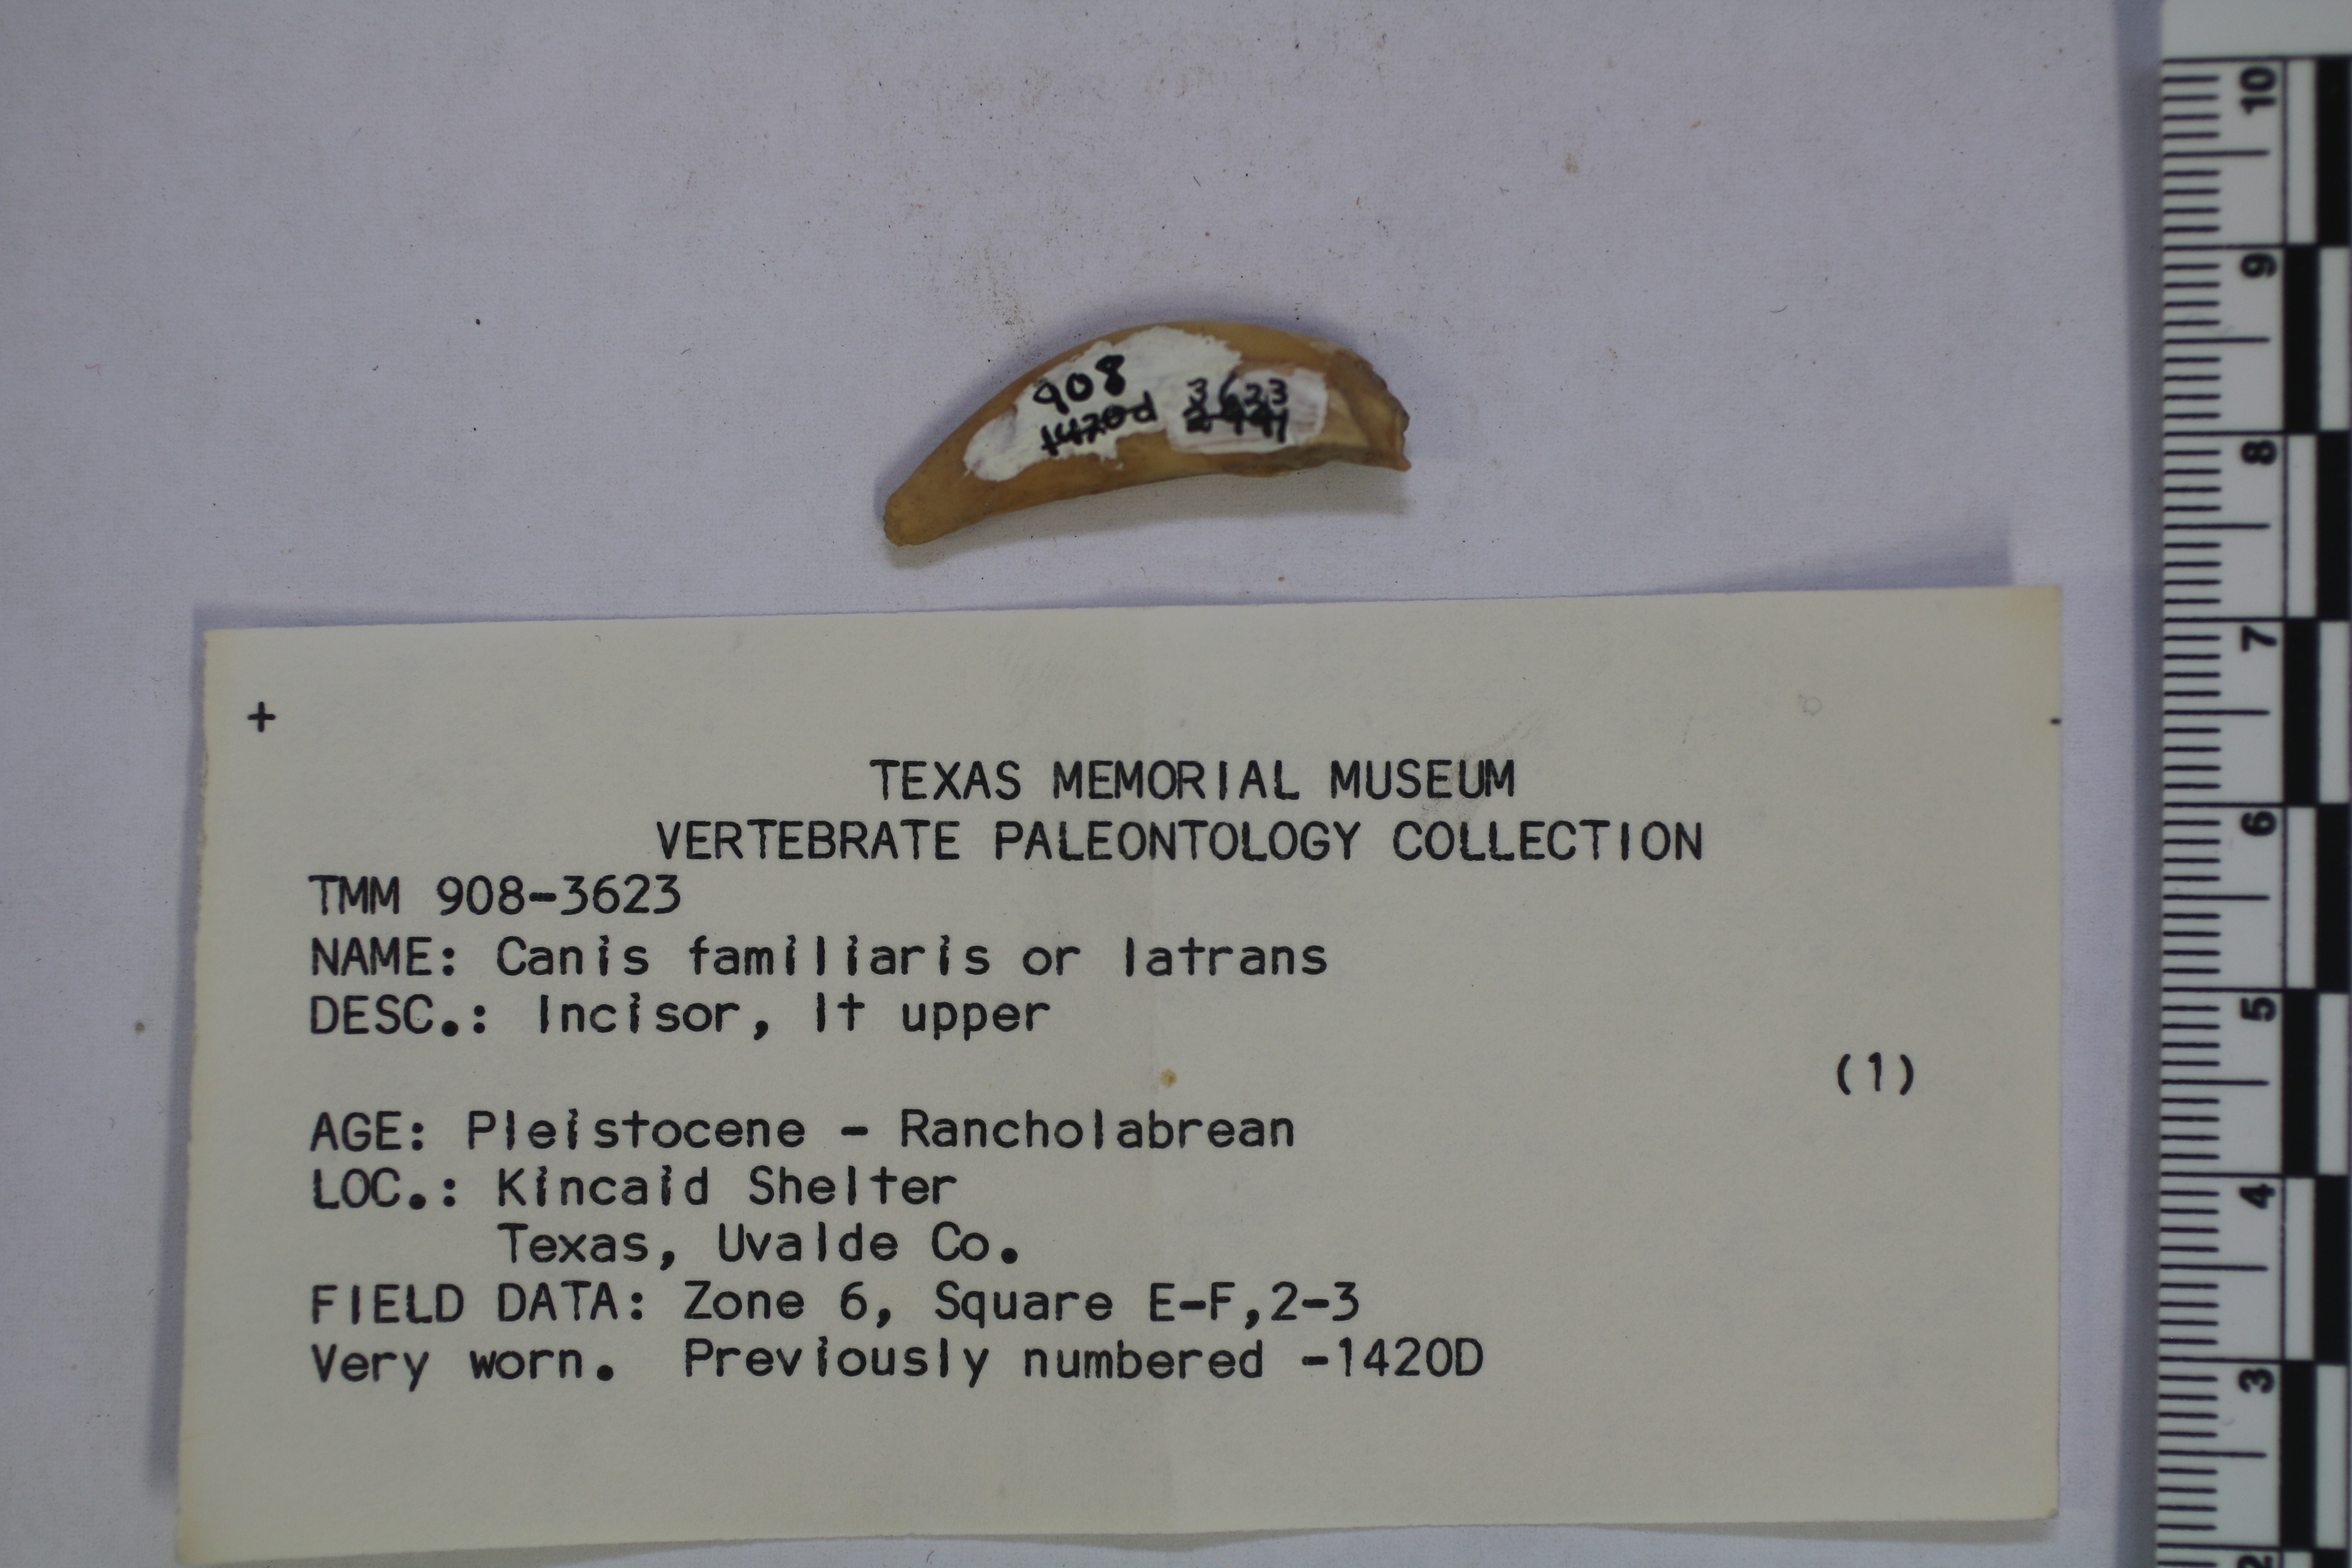 908
1420d
3623
TEXAS MEMORIAL MUSEUM
VERTEBRATE PALEONTOLOGY COLLECTION
TMM 908-3623
NAME: Canis familiaris or latrans
DESC.: Incisor, lt upper
(1)
AGE: Pleistocene - Rancholabrean
LOC.: Kincaid Shelter
Texas, Uvalde Co.
FIELD DATA: Zone 6, Square E-F,2-3
Very worn. Previously numbered -1420D
10
9
8
7
6
5
4
3
2